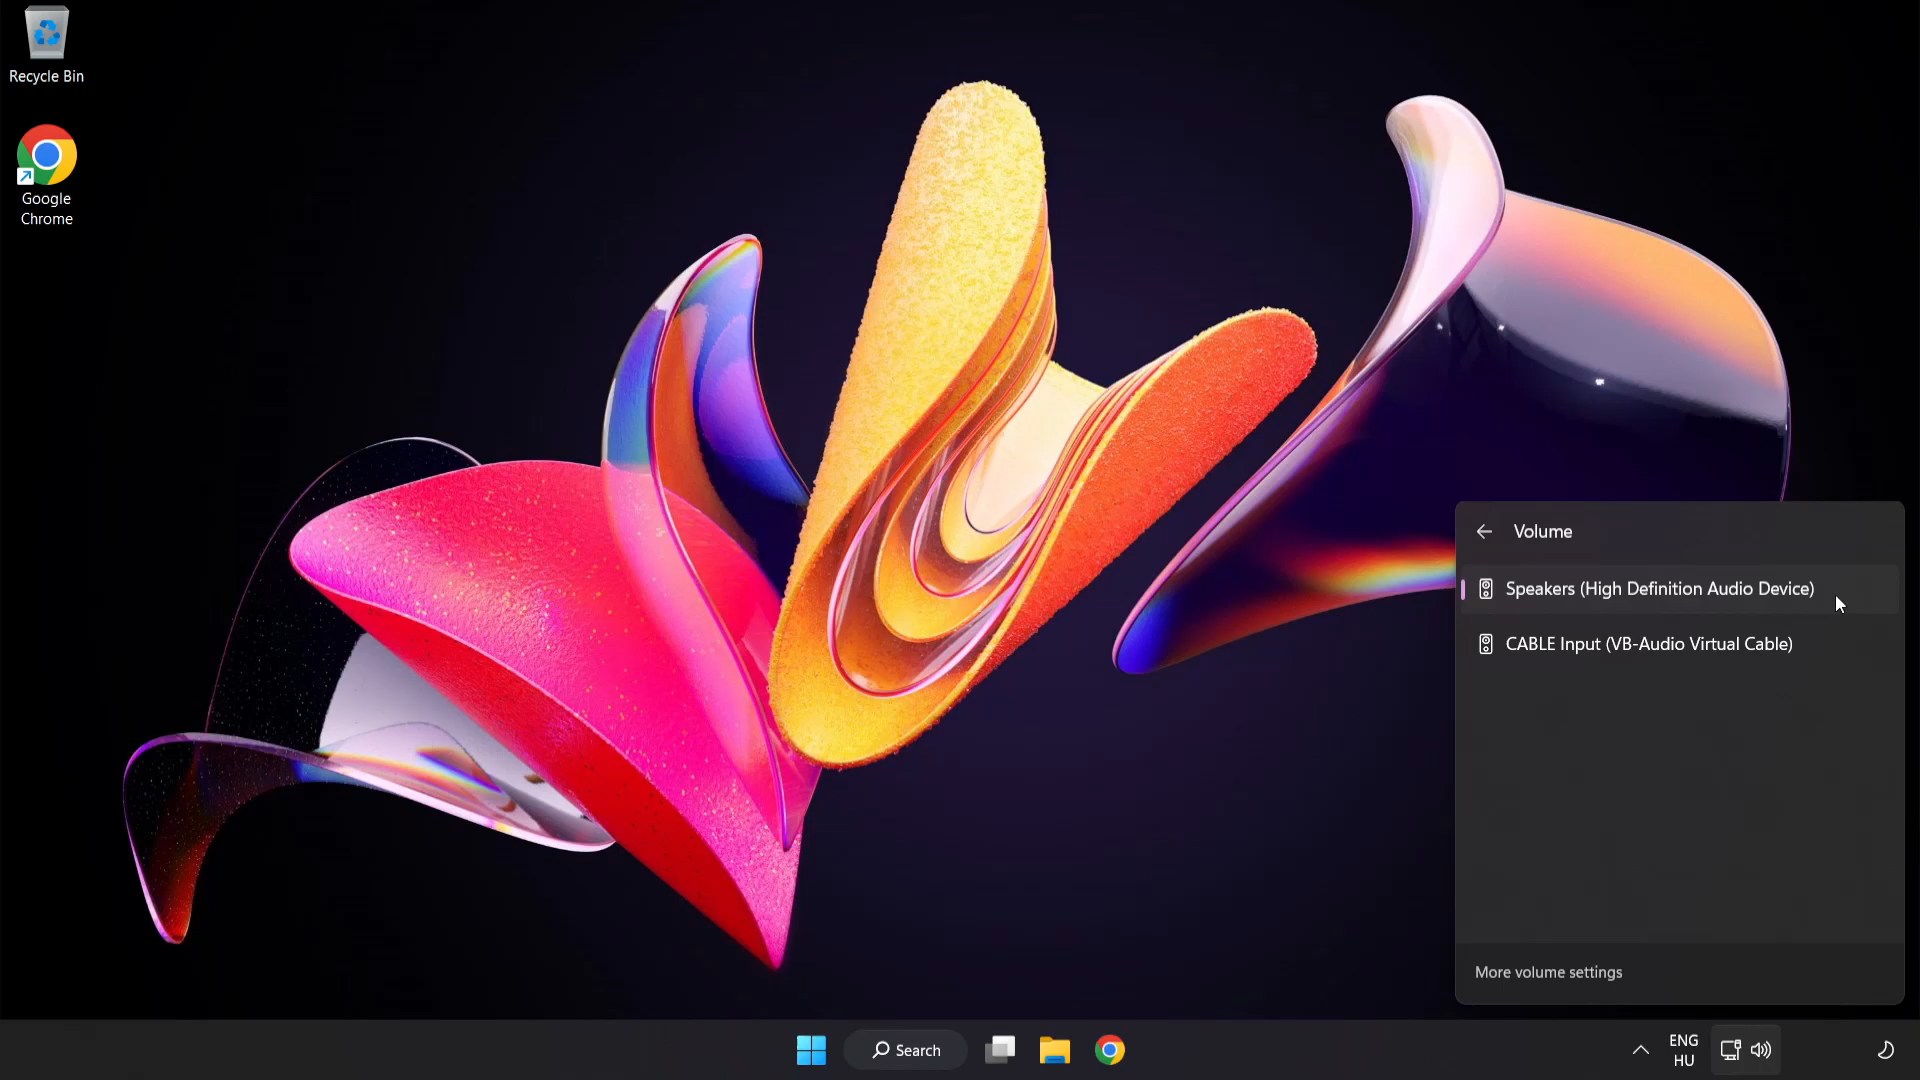 Recycle Bin
Google
Chrome
Volume
Speakers (High Definition Audio Device)
CABLE Input (VB-Audio Virtual Cable)
More volume settings
Search
ENG
HU